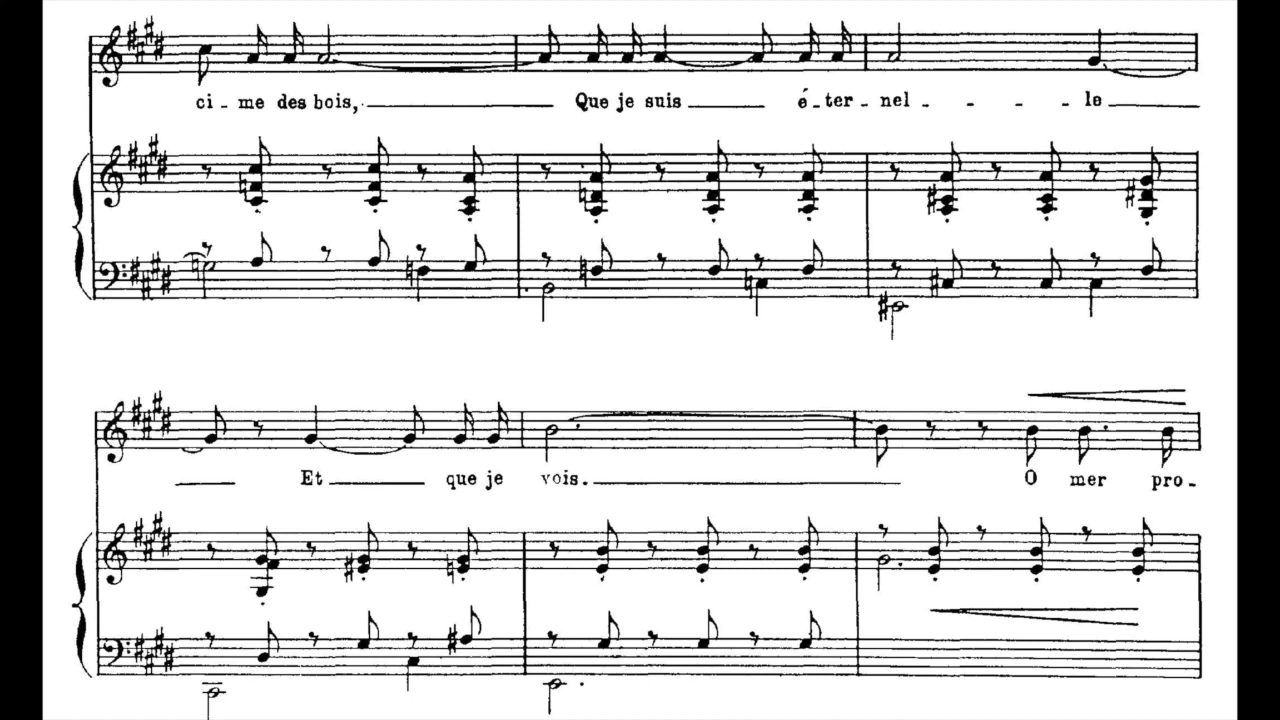 ci - me des bois, Que je suis é - ter - nel - - - - le
Et que je vois. O mer pro -